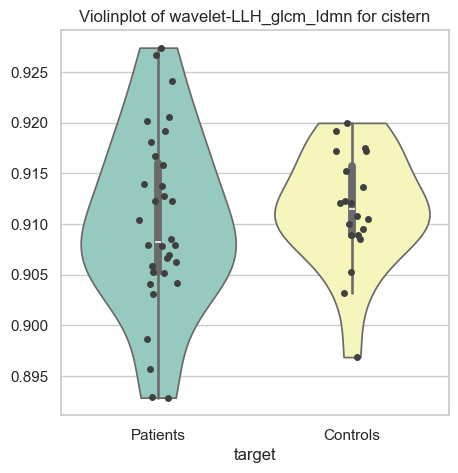 Violinplot of wavelet-LLH_glcm_Idmn for cistern
0.925
0.920
0.915
0.910
0.905
0.900
0.895
Patients
Controls
target